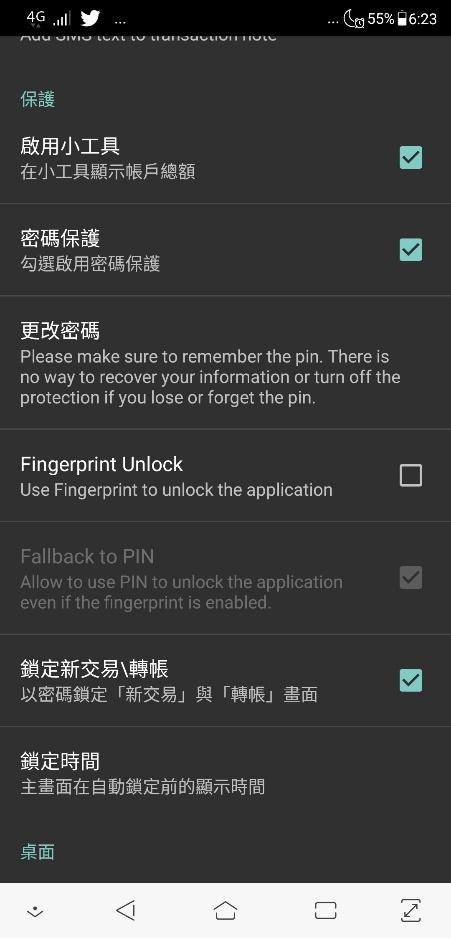 4G
... 55% 6:23
Add SMS text to transaction note
保護
啟用小工具
在小工具顯示帳戶總額
密碼保護
勾選啟用密碼保護
更改密碼
Please make sure to remember the pin. There is
no way to recover your information or turn off the
protection if you lose or forget the pin.
Fingerprint Unlock
Use Fingerprint to unlock the application
Fallback to PIN
Allow to use PIN to unlock the application
even if the fingerprint is enabled.
鎖定新交易\轉帳
以密碼鎖定「新交易」與「轉帳」畫面
鎖定時間
主畫面在自動鎖定前的顯示時間
桌面